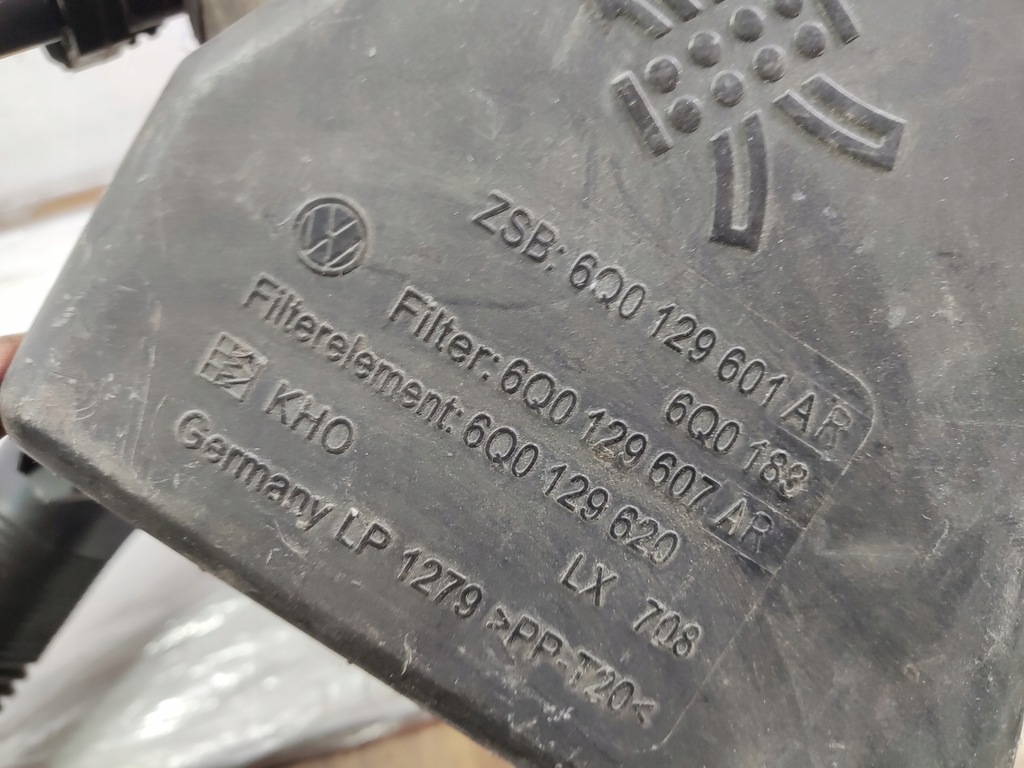 ZSB: 6Q0 129 601 AR
6Q0 183
Filter: 6Q0 129 607 AR
Filterelement: 6Q0 129 620
KHO LX 708
Germany LP 1279 >PP-T20<